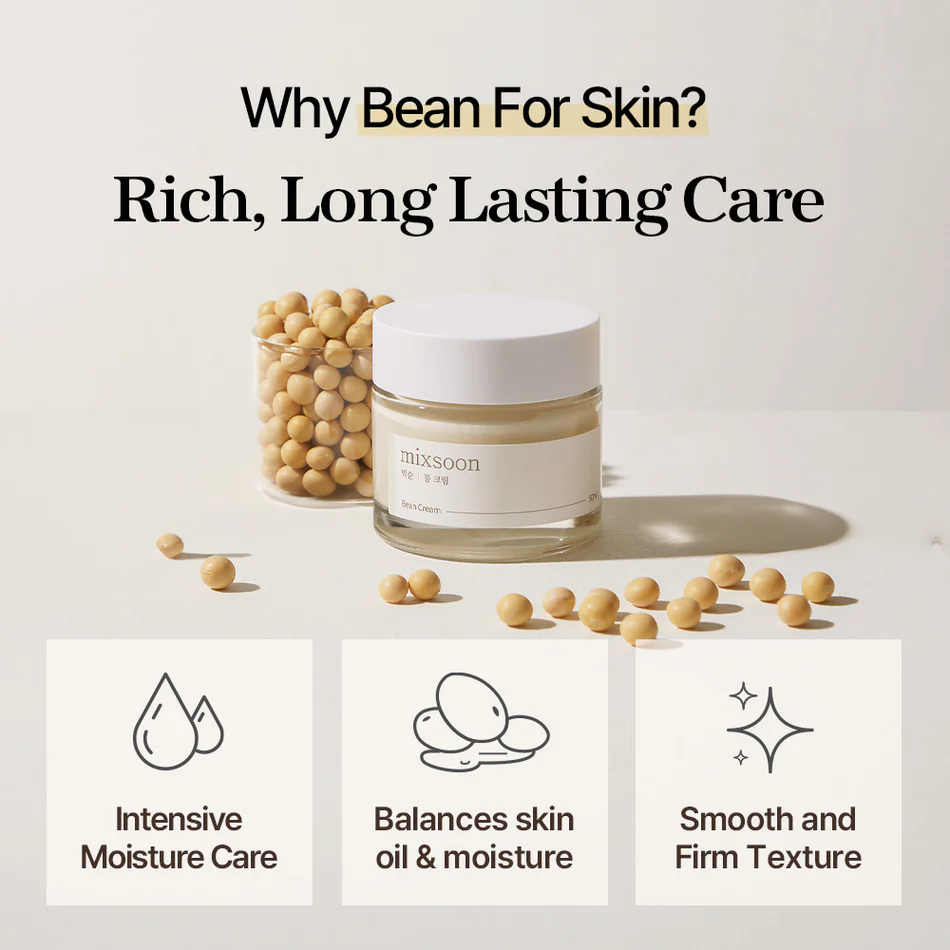 Why Bean For Skin?
Rich, Long Lasting Care
mixsoon
믹순 | 콩 크림
Bean Cream
50ml
Intensive
Moisture Care
Balances skin
oil & moisture
Smooth and
Firm Texture